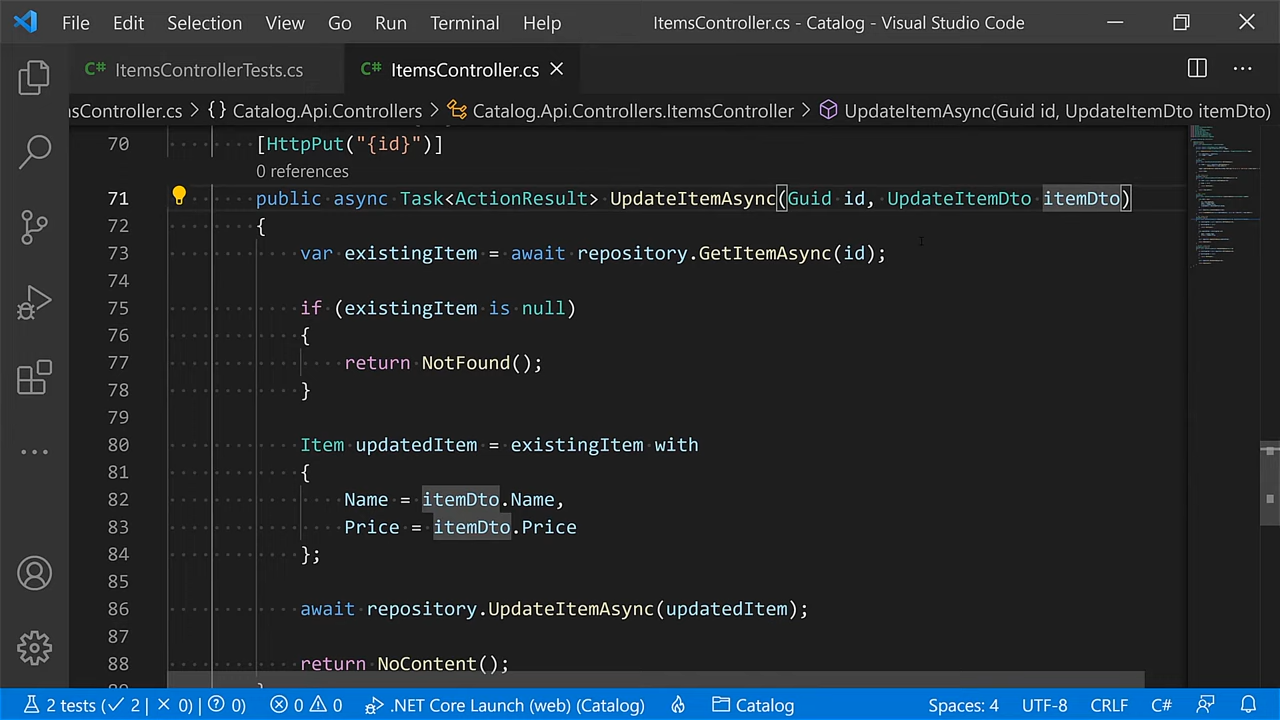 File Edit Selection View Go Run Terminal Help ItemsController.cs - Catalog - Visual Studio Code
C# ItemsControllerTests.cs C# ItemsController.cs
msController.cs > {} Catalog.Api.Controllers > Catalog.Api.Controllers.ItemsController > UpdateItemAsync(Guid id, UpdateItemDto itemDto)
70 [HttpPut("{id}")]
0 references
71 public async Task<ActionResult> UpdateItemAsync(Guid id, UpdateItemDto itemDto)
72 {
73 var existingItem = await repository.GetItemAsync(id);
74
75 if (existingItem is null)
76 {
77 return NotFound();
78 }
79
80 Item updatedItem = existingItem with
81 {
82 Name = itemDto.Name,
83 Price = itemDto.Price
84 };
85
86 await repository.UpdateItemAsync(updatedItem);
87
88 return NoContent();
2 tests (✓ 2 | × 0) | ? 0) 0 0 .NET Core Launch (web) (Catalog) Catalog Spaces: 4 UTF-8 CRLF C#